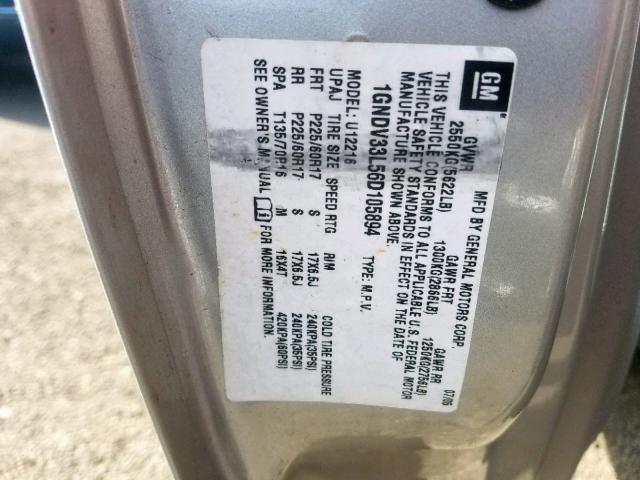 GM
MFD BY GENERAL MOTORS CORP. 07/05
GVWR GAWR FRT GAWR RR
2550KG(5622LB) 1300KG(2866LB) 1250KG(2756LB)
THIS VEHICLE CONFORMS TO ALL APPLICABLE U.S. FEDERAL MOTOR
VEHICLE SAFETY STANDARDS IN EFFECT ON THE DATE OF
MANUFACTURE SHOWN ABOVE.
1GNDV33L56D105894 TYPE: M.P.V.
MODEL: U12216
UPAJ TIRE SIZE SPEED RTG RIM COLD TIRE PRESSURE
FRT P225/60R17 S 17X6.5J 240KPA(35PSI)
RR P225/60R17 S 17X6.5J 240KPA(35PSI)
SPA T135/70R16 M 16X4T 420KPA(60PSI)
SEE OWNER'S MANUAL FOR MORE INFORMATION.